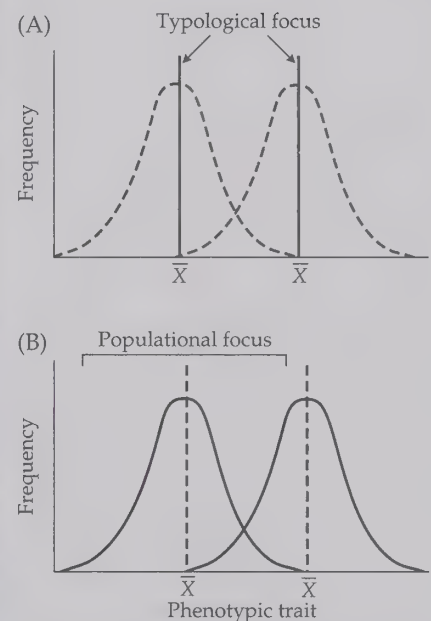 (A)
Typological focus
Frequency
X̄ X̄
(B)
Populational focus
Frequency
X̄ X̄
Phenotypic trait